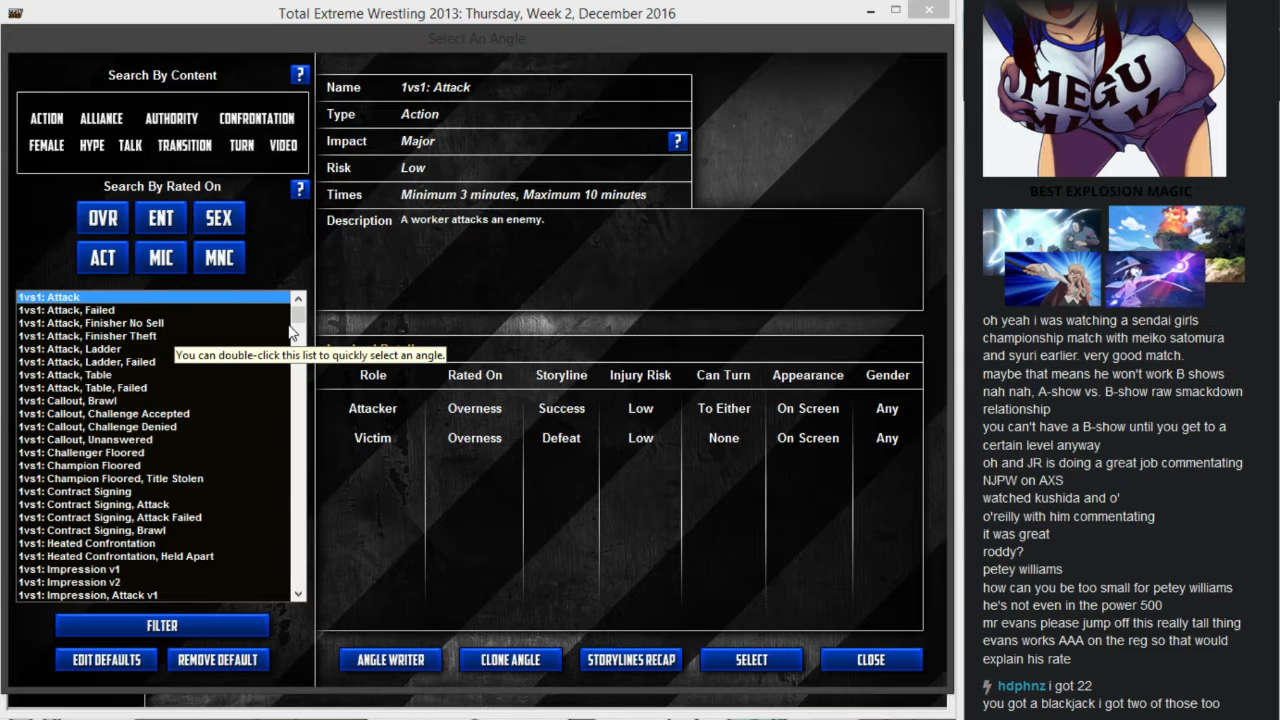 Total Extreme Wrestling 2013: Thursday, Week 2, December 2016
Select An Angle
Search By Content
?
ACTION ALLIANCE AUTHORITY CONFRONTATION
FEMALE HYPE TALK TRANSITION TURN VIDEO
Search By Rated On
?
OVR ENT SEX
ACT MIC MNC
1vs1: Attack
1vs1: Attack, Failed
1vs1: Attack, Finisher No Sell
1vs1: Attack, Finisher Theft
1vs1: Attack, Ladder
1vs1: Attack, Ladder, Failed
1vs1: Attack, Table
1vs1: Attack, Table, Failed
1vs1: Callout, Brawl
1vs1: Callout, Challenge Accepted
1vs1: Callout, Challenge Denied
1vs1: Callout, Unanswered
1vs1: Challenger Floored
1vs1: Champion Floored
1vs1: Champion Floored, Title Stolen
1vs1: Contract Signing
1vs1: Contract Signing, Attack
1vs1: Contract Signing, Attack Failed
1vs1: Contract Signing, Brawl
1vs1: Heated Confrontation
1vs1: Heated Confrontation, Held Apart
1vs1: Impression v1
1vs1: Impression v2
1vs1: Impression, Attack v1
You can double-click this list to quickly select an angle.
FILTER
EDIT DEFAULTS REMOVE DEFAULT
Name 1vs1: Attack
Type Action
Impact Major ?
Risk Low
Times Minimum 3 minutes, Maximum 10 minutes
Description A worker attacks an enemy.
Role Rated On Storyline Injury Risk Can Turn Appearance Gender
Attacker Overness Success Low To Either On Screen Any
Victim Overness Defeat Low None On Screen Any
ANGLE WRITER CLONE ANGLE STORYLINES RECAP SELECT CLOSE
MEGU
BEST EXPLOSION MAGIC
oh yeah i was watching a sendai girls
championship match with meiko satomura
and syuri earlier. very good match.
maybe that means he won't work B shows
nah nah, A-show vs. B-show raw smackdown
relationship
you can't have a B-show until you get to a
certain level anyway
oh and JR is doing a great job commentating
NJPW on AXS
watched kushida and o'
o'reilly with him commentating
it was great
roddy?
petey williams
how can you be too small for petey williams
he's not even in the power 500
mr evans please jump off this really tall thing
evans works AAA on the reg so that would
explain his rate
hdphnz i got 22
you got a blackjack i got two of those too